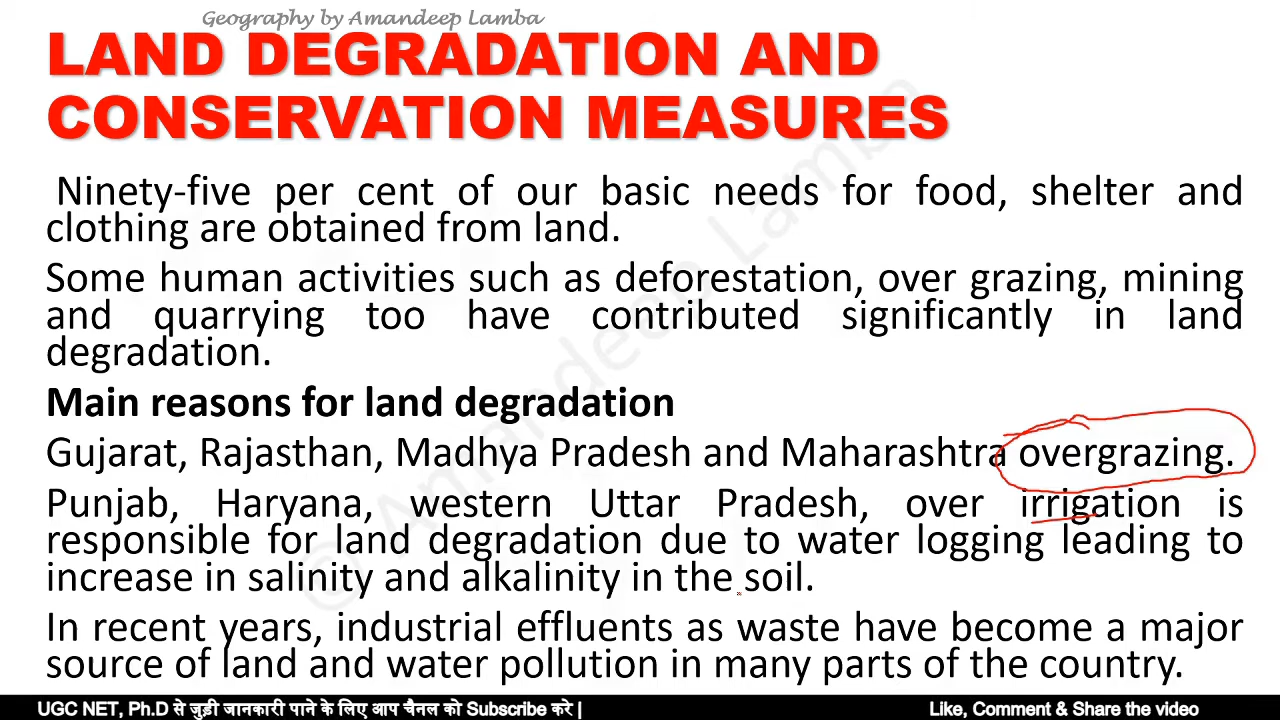 Geography by Amandeep Lamba
LAND DEGRADATION AND
CONSERVATION MEASURES
Ninety-five per cent of our basic needs for food, shelter and
clothing are obtained from land.
Some human activities such as deforestation, over grazing, mining
and quarrying too have contributed significantly in land
degradation.
Main reasons for land degradation
Gujarat, Rajasthan, Madhya Pradesh and Maharashtra overgrazing.
Punjab, Haryana, western Uttar Pradesh, over irrigation is
responsible for land degradation due to water logging leading to
increase in salinity and alkalinity in the soil.
In recent years, industrial effluents as waste have become a major
source of land and water pollution in many parts of the country.
© Amandeep Lamba
UGC NET, Ph.D से जुड़ी जानकारी पाने के लिए आप चैनल को Subscribe करे | Like, Comment & Share the video